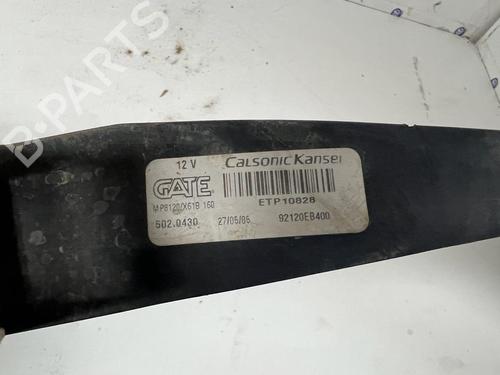 12 V Calsonic Kansei
GATE
MP8120/X61B 160 ETP10828
502.0430 27/05/06 92120EB400
B-PARTS